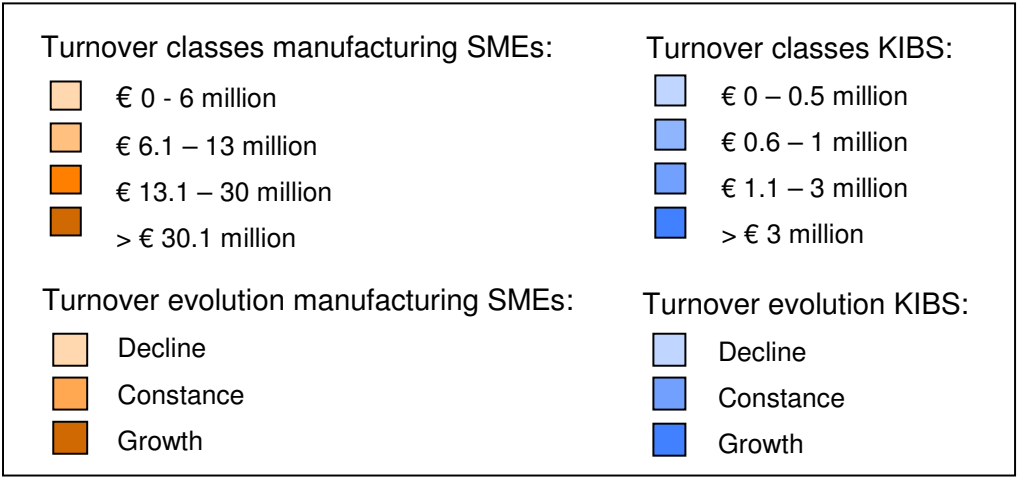 Turnover classes manufacturing SMEs:
€ 0 - 6 million
€ 6.1 – 13 million
€ 13.1 – 30 million
> € 30.1 million
Turnover classes KIBS:
€ 0 – 0.5 million
€ 0.6 – 1 million
€ 1.1 – 3 million
> € 3 million
Turnover evolution manufacturing SMEs:
Decline
Constance
Growth
Turnover evolution KIBS:
Decline
Constance
Growth